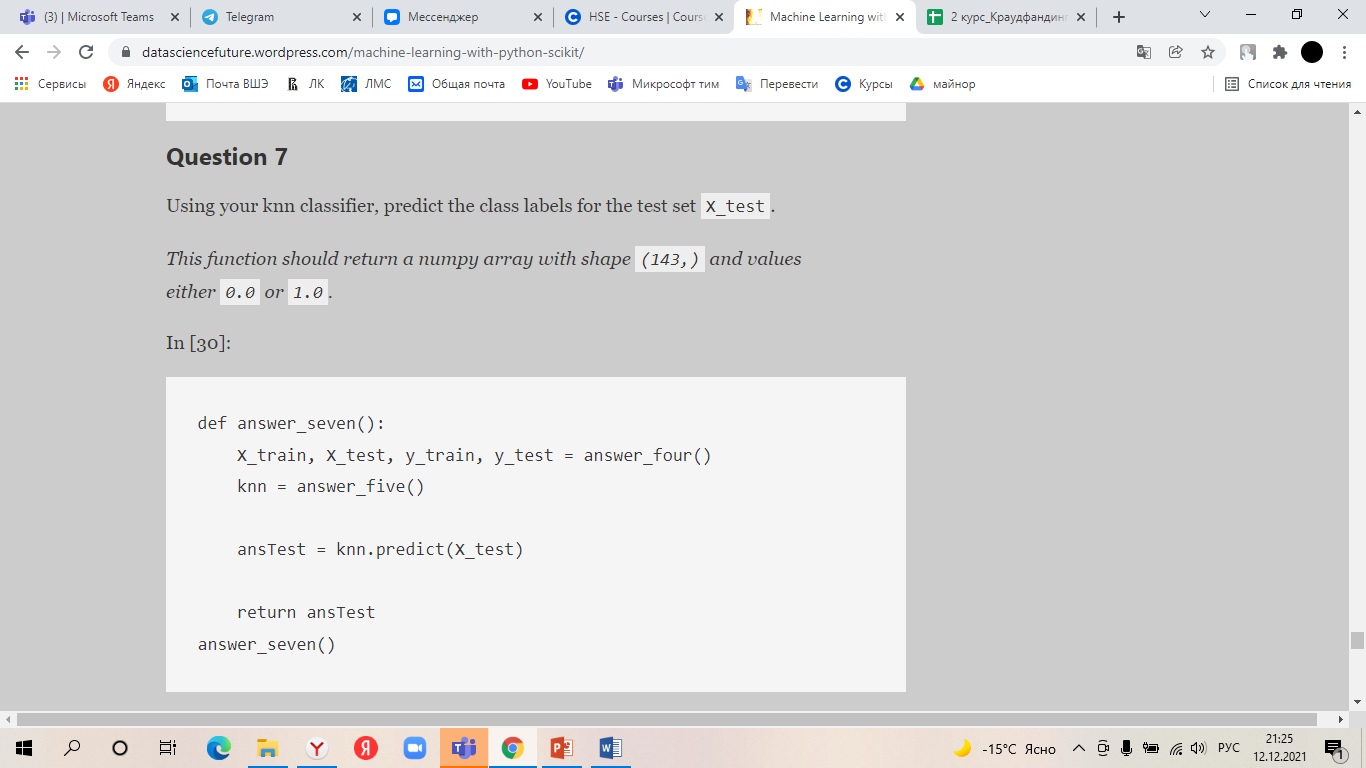 (3) | Microsoft Teams
Telegram
Мессенджер
HSE - Courses | Cours
Machine Learning wit
2 курс_Краудфандин
datasciencefuture.wordpress.com/machine-learning-with-python-scikit/
Сервисы
Яндекс
Почта ВШЭ
ЛК
ЛМС
Общая почта
YouTube
Микрософт тим
Перевести
Курсы
майнор
Список для чтения
Question 7
Using your knn classifier, predict the class labels for the test set X_test.
This function should return a numpy array with shape (143,) and values
either 0.0 or 1.0.
In [30]:
def answer_seven():
    X_train, X_test, y_train, y_test = answer_four()
    knn = answer_five()
    ansTest = knn.predict(X_test)
    return ansTest
answer_seven()
-15°C Ясно
РУС
21:25
12.12.2021
1